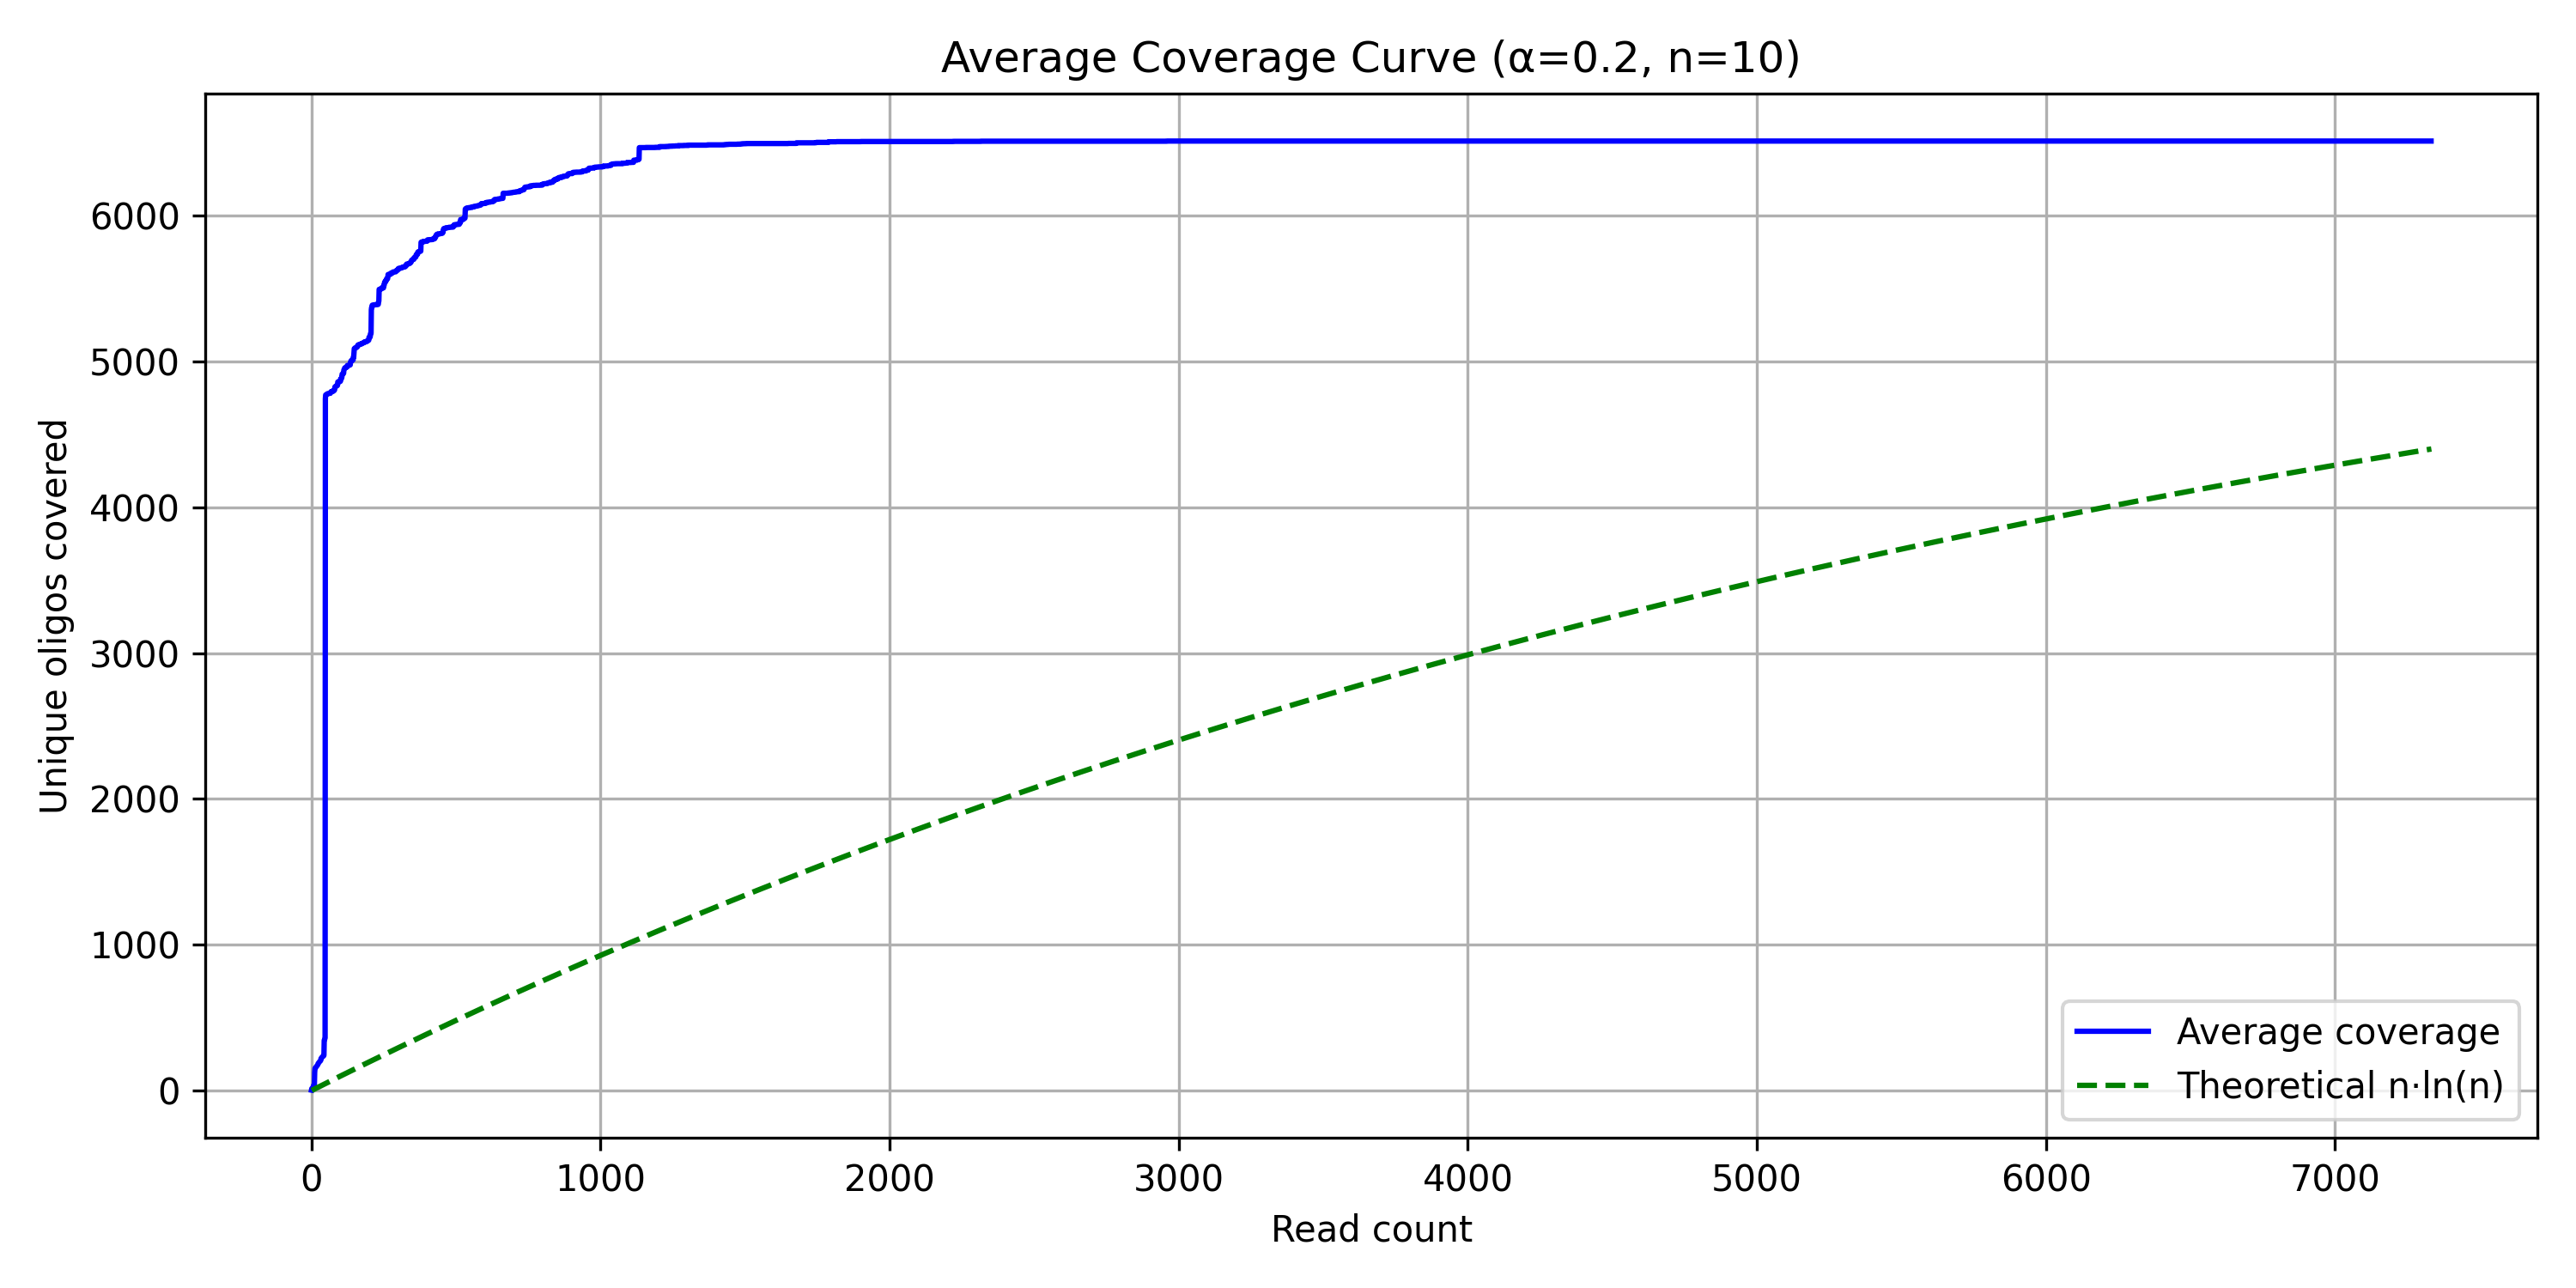 Average Coverage Curve (α=0.2, n=10)
Unique oligos covered
6000
5000
4000
3000
2000
1000
0
0 1000 2000 3000 4000 5000 6000 7000
Read count
Average coverage
Theoretical n·ln(n)